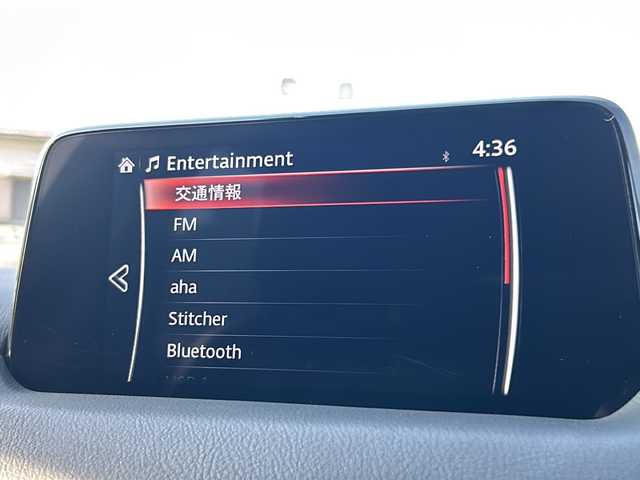 Entertainment 4:36
交通情報
FM
AM
aha
Stitcher
Bluetooth